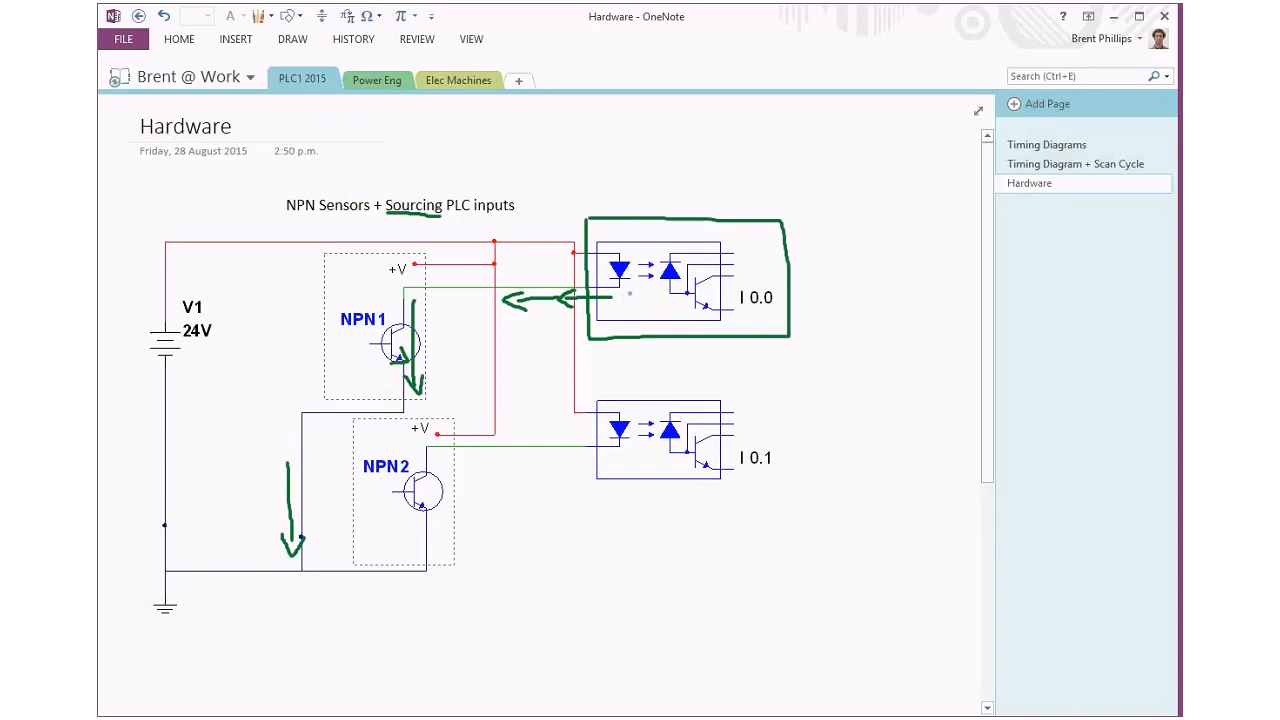 Hardware - OneNote
?
FILE HOME INSERT DRAW HISTORY REVIEW VIEW
Brent Phillips
Brent @ Work
PLC1 2015 Power Eng Elec Machines +
Search (Ctrl+E)
Add Page
Hardware
Friday, 28 August 2015 2:50 p.m.
Timing Diagrams
Timing Diagram + Scan Cycle
Hardware
NPN Sensors + Sourcing PLC inputs
+V
I 0.0
V1
24V
NPN1
+V
I 0.1
NPN2